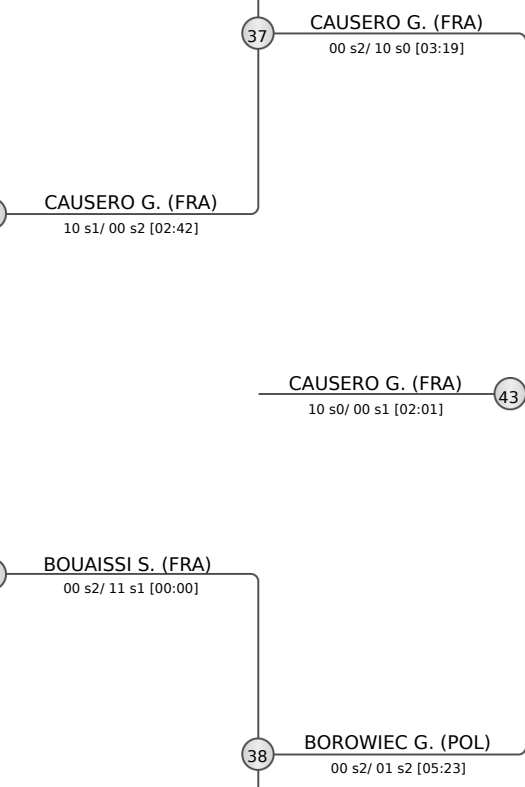 CAUSERO G. (FRA)
37
00 s2/ 10 s0 [03:19]
CAUSERO G. (FRA)
10 s1/ 00 s2 [02:42]
CAUSERO G. (FRA)
43
10 s0/ 00 s1 [02:01]
BOUAISSI S. (FRA)
00 s2/ 11 s1 [00:00]
BOROWIEC G. (POL)
38
00 s2/ 01 s2 [05:23]